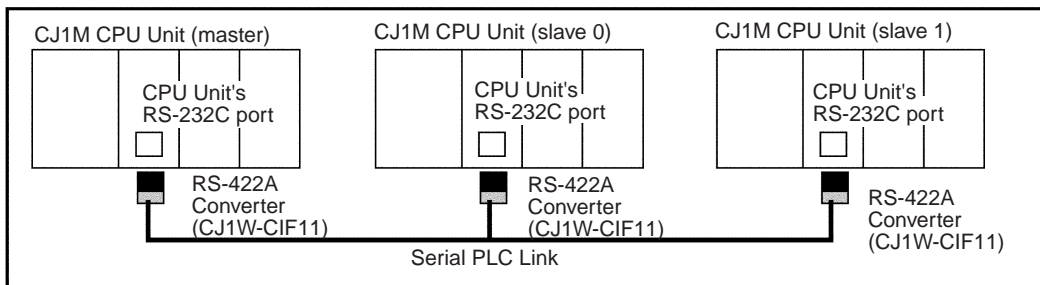 CJ1M CPU Unit (master)
CPU Unit's
RS-232C port
RS-422A
Converter
(CJ1W-CIF11)
CJ1M CPU Unit (slave 0)
CPU Unit's
RS-232C port
RS-422A
Converter
(CJ1W-CIF11)
CJ1M CPU Unit (slave 1)
CPU Unit's
RS-232C port
RS-422A
Converter
(CJ1W-CIF11)
Serial PLC Link